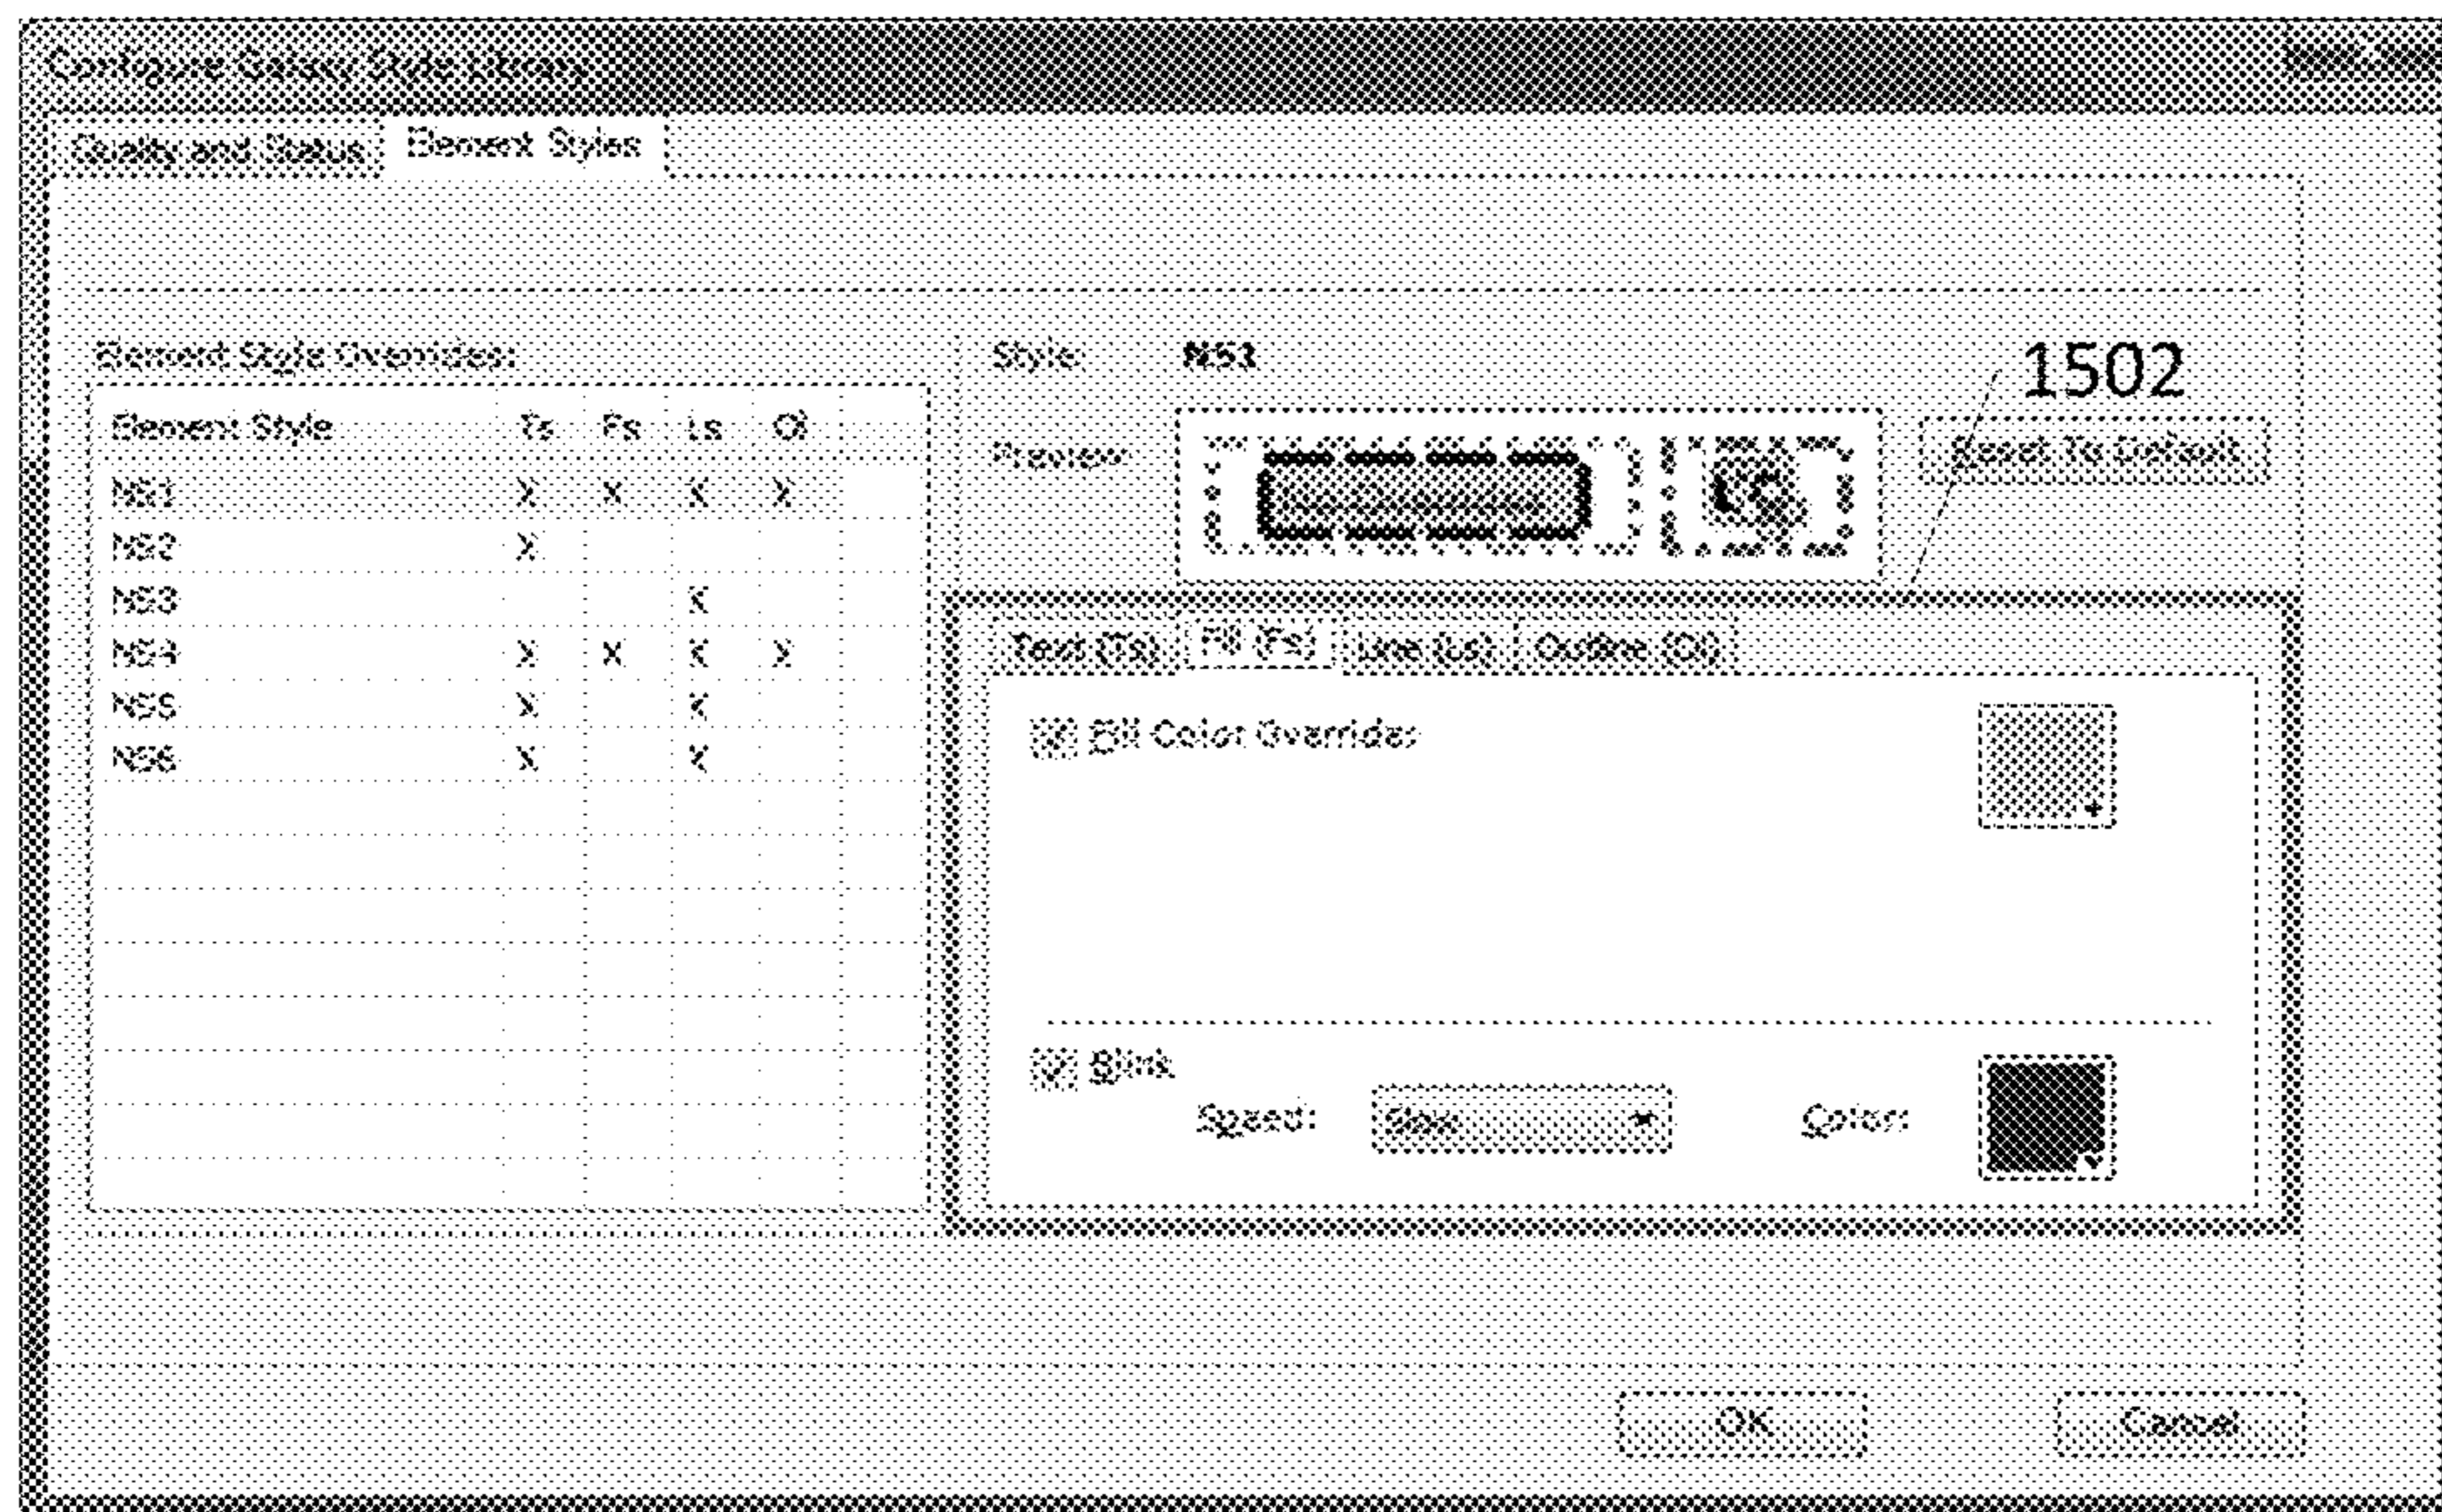 Configure Galaxy Style Library
Quality and Status Element Styles
Element Style Overrides:
Element Style Ts Fs Ls Ol
NS1 X X X X
NS2 X
NS3 X
NS4 X X X X
NS5 X X
NS6 X X
Style: NS1
1502
Preview:
Reset To Default
Text (Ts) Fill (Fs) Line (Ls) Outline (Ol)
Fill Color Override:
Blink
Speed: Slow Color:
OK Cancel